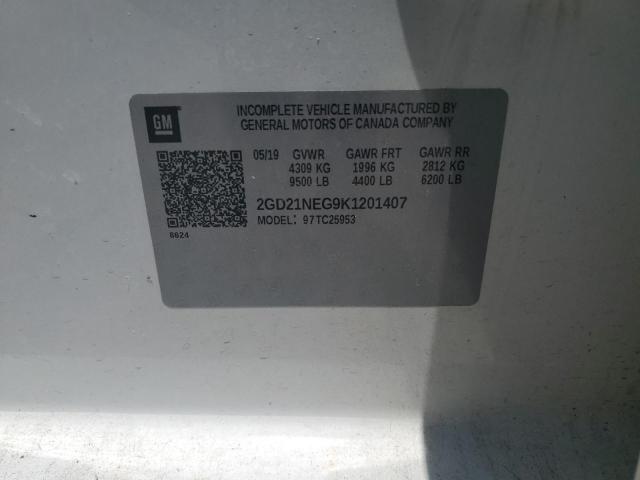 GM
INCOMPLETE VEHICLE MANUFACTURED BY
GENERAL MOTORS OF CANADA COMPANY
05/19 GVWR GAWR FRT GAWR RR
4309 KG 1996 KG 2812 KG
9500 LB 4400 LB 6200 LB
2GD21NEG9K1201407
MODEL: 97TC25953
6624